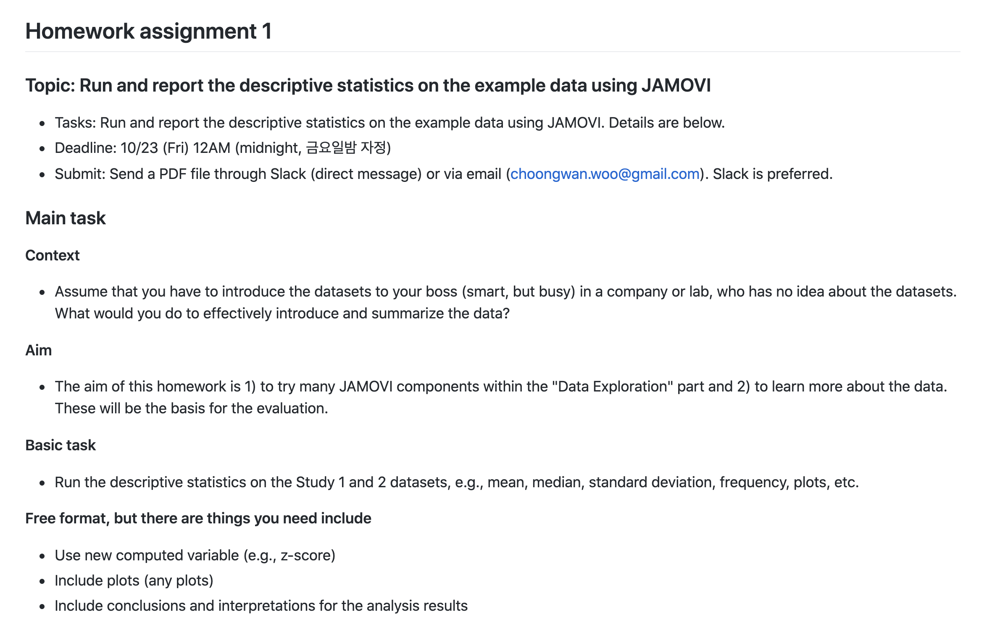 Homework assignment 1
Topic: Run and report the descriptive statistics on the example data using JAMOVI
Tasks: Run and report the descriptive statistics on the example data using JAMOVI. Details are below.
Deadline: 10/23 (Fri) 12AM (midnight, 금요일밤 자정)
Submit: Send a PDF file through Slack (direct message) or via email (choongwan.woo@gmail.com). Slack is preferred.
Main task
Context
Assume that you have to introduce the datasets to your boss (smart, but busy) in a company or lab, who has no idea about the datasets.
What would you do to effectively introduce and summarize the data?
Aim
The aim of this homework is 1) to try many JAMOVI components within the "Data Exploration" part and 2) to learn more about the data.
These will be the basis for the evaluation.
Basic task
Run the descriptive statistics on the Study 1 and 2 datasets, e.g., mean, median, standard deviation, frequency, plots, etc.
Free format, but there are things you need include
Use new computed variable (e.g., z-score)
Include plots (any plots)
Include conclusions and interpretations for the analysis results